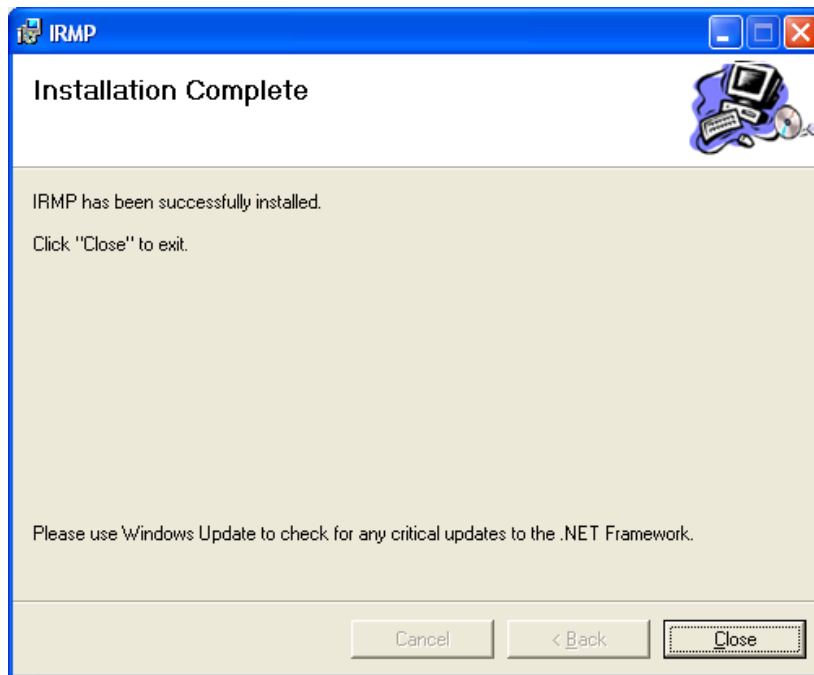 IRMP
Installation Complete
IRMP has been successfully installed.
Click "Close" to exit.
Please use Windows Update to check for any critical updates to the .NET Framework.
Cancel
< Back
Close